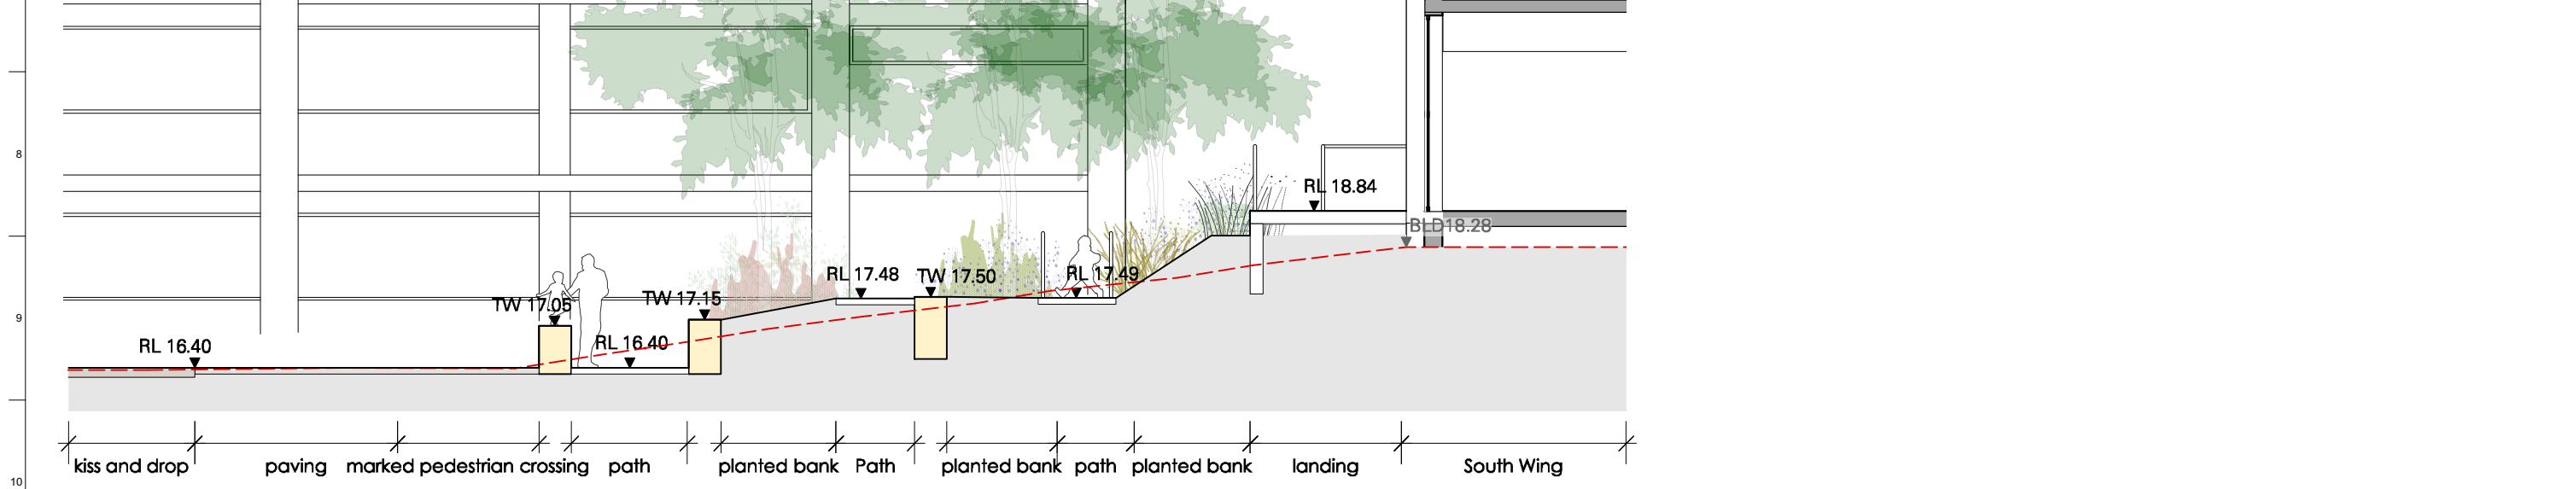 8
RL 18.84
BLD18.28
RL 17.48
TW 17.50
RL 17.49
TW 17.05
TW 17.15
9
RL 16.40
RL 16.40
kiss and drop
paving
marked pedestrian crossing
path
planted bank
Path
planted bank
path
planted bank
landing
South Wing
10